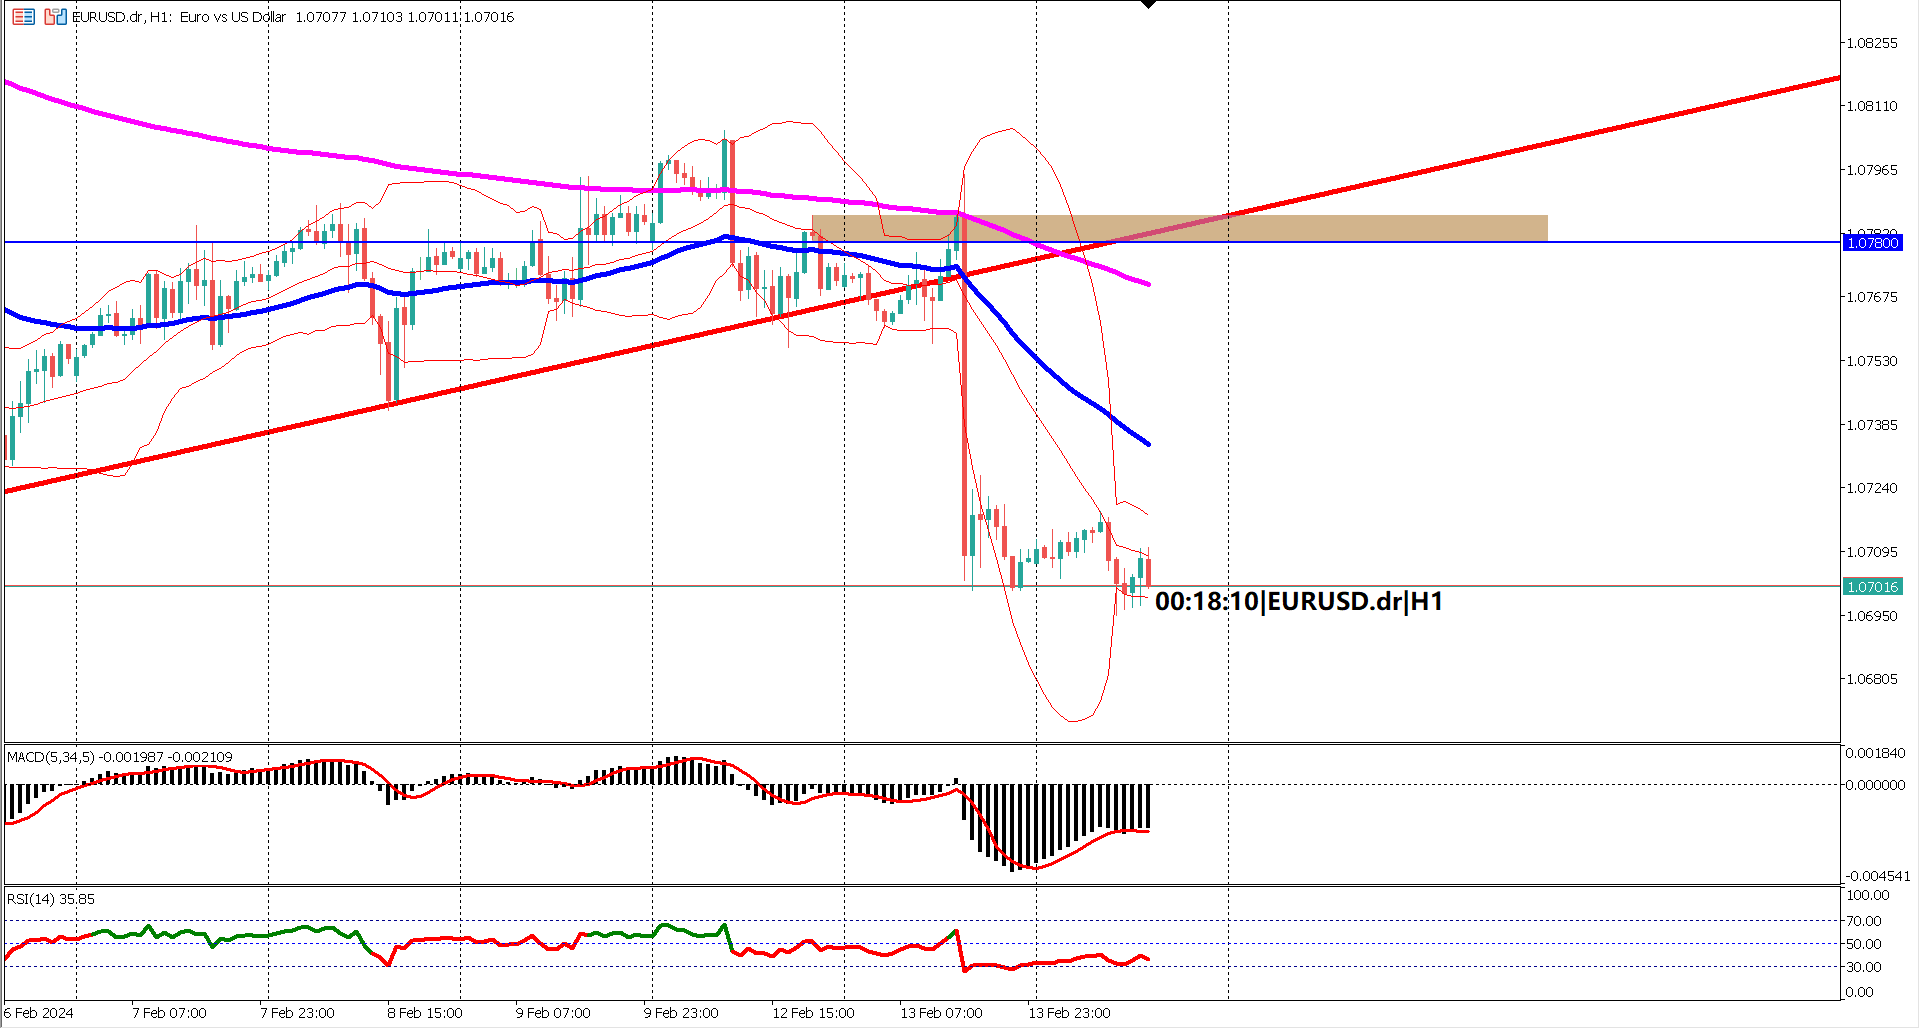 EURUSD.dr, H1: Euro vs US Dollar 1.07077 1.07103 1.07011 1.07016
1.08255
1.08110
1.07965
1.07820
1.07800
1.07675
1.07530
1.07385
1.07240
1.07095
1.07016
00:18:10|EURUSD.dr|H1
1.06950
1.06805
MACD(5,34,5) -0.001987 -0.002109
0.001840
0.000000
-0.004541
RSI(14) 35.85
100.00
70.00
50.00
30.00
0.00
6 Feb 2024
7 Feb 07:00
7 Feb 23:00
8 Feb 15:00
9 Feb 07:00
9 Feb 23:00
12 Feb 15:00
13 Feb 07:00
13 Feb 23:00